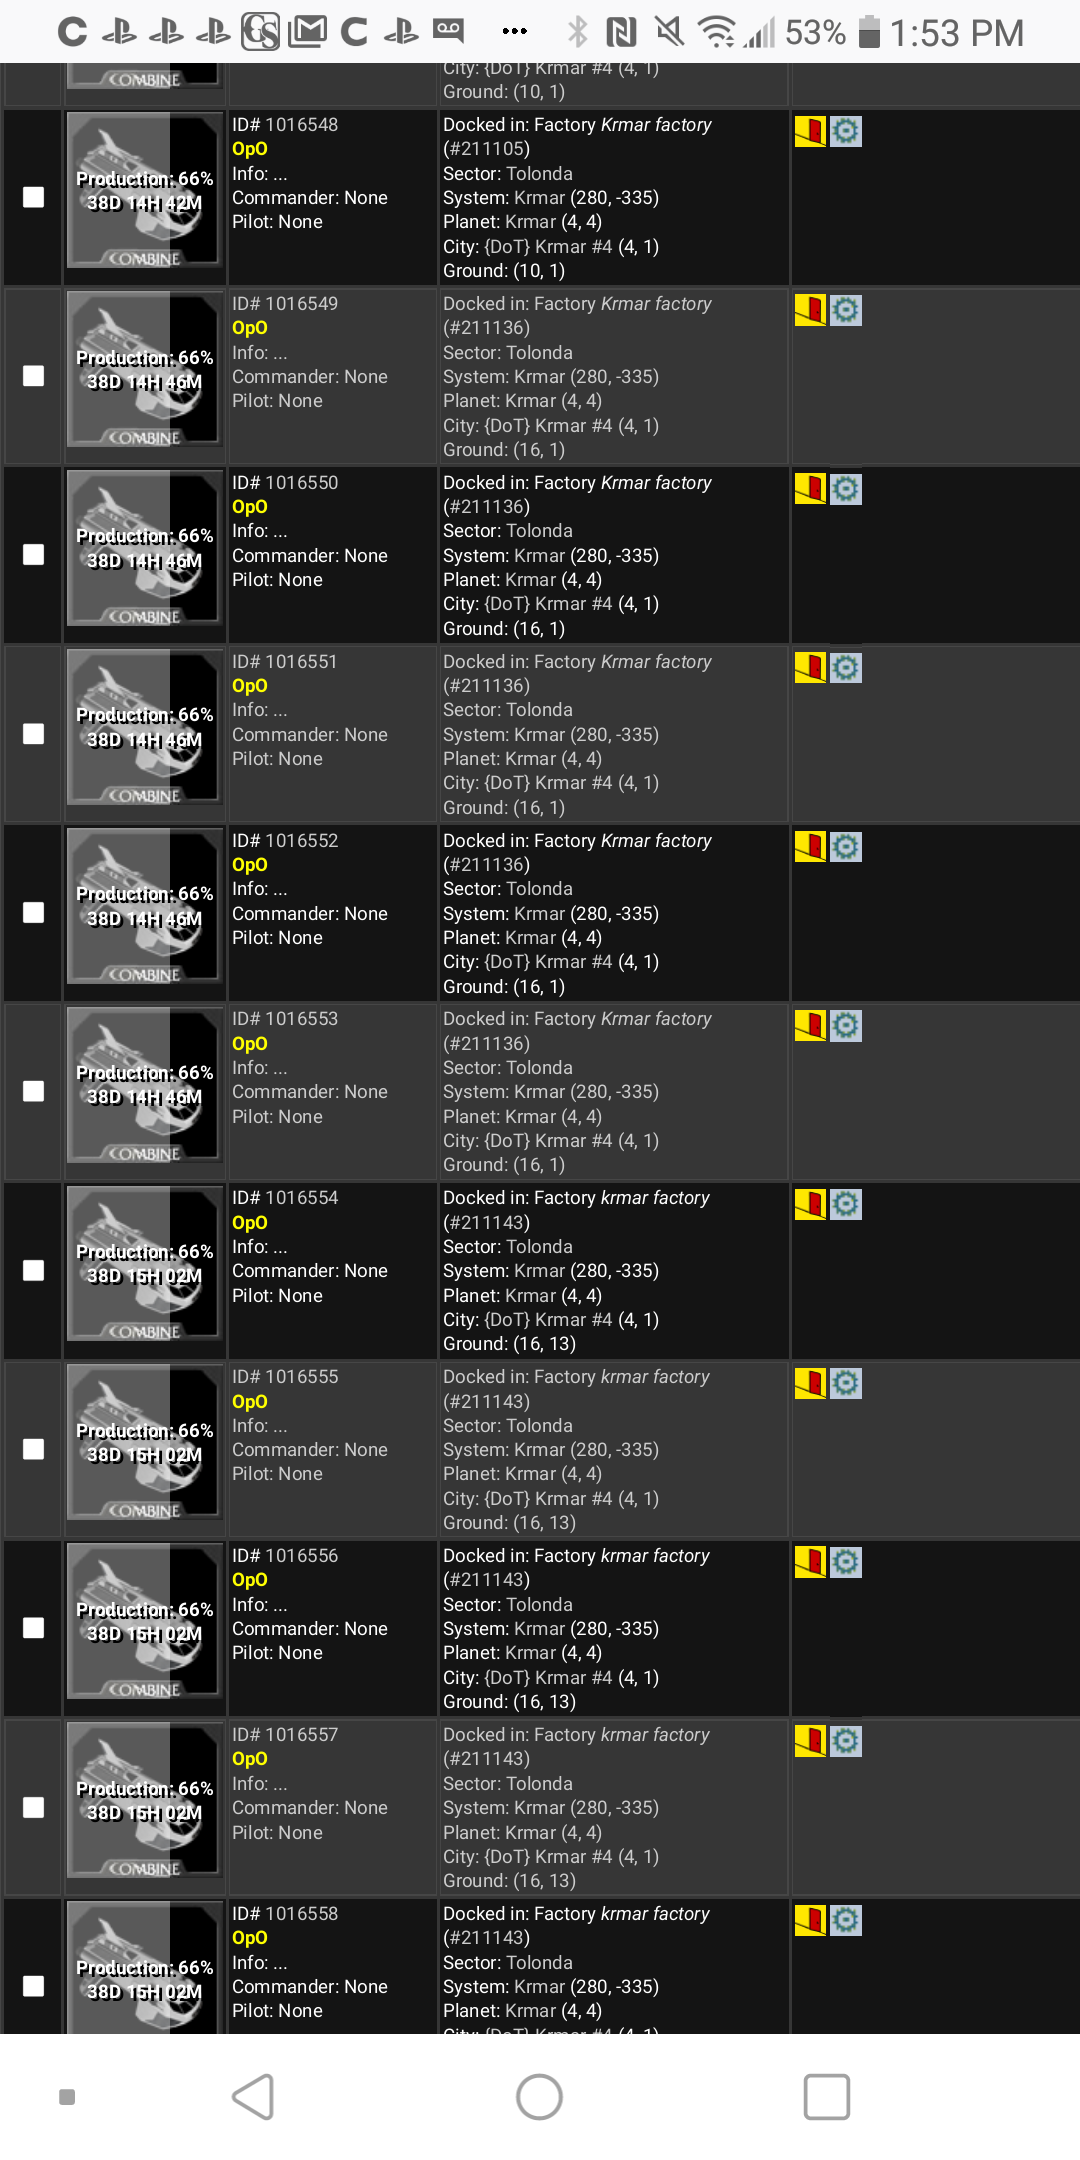 53% 1:53 PM
COMBINE
City: {DoT} Krmar #4 (4, 1)
Ground: (10, 1)
Production: 66%
38D 14H 42M
COMBINE
ID# 1016548
OpO
Info: ...
Commander: None
Pilot: None
Docked in: Factory Krmar factory
(#211105)
Sector: Tolonda
System: Krmar (280, -335)
Planet: Krmar (4, 4)
City: {DoT} Krmar #4 (4, 1)
Ground: (10, 1)
Production: 66%
38D 14H 46M
COMBINE
ID# 1016549
OpO
Info: ...
Commander: None
Pilot: None
Docked in: Factory Krmar factory
(#211136)
Sector: Tolonda
System: Krmar (280, -335)
Planet: Krmar (4, 4)
City: {DoT} Krmar #4 (4, 1)
Ground: (16, 1)
Production: 66%
38D 14H 46M
COMBINE
ID# 1016550
OpO
Info: ...
Commander: None
Pilot: None
Docked in: Factory Krmar factory
(#211136)
Sector: Tolonda
System: Krmar (280, -335)
Planet: Krmar (4, 4)
City: {DoT} Krmar #4 (4, 1)
Ground: (16, 1)
Production: 66%
38D 14H 46M
COMBINE
ID# 1016551
OpO
Info: ...
Commander: None
Pilot: None
Docked in: Factory Krmar factory
(#211136)
Sector: Tolonda
System: Krmar (280, -335)
Planet: Krmar (4, 4)
City: {DoT} Krmar #4 (4, 1)
Ground: (16, 1)
Production: 66%
38D 14H 46M
COMBINE
ID# 1016552
OpO
Info: ...
Commander: None
Pilot: None
Docked in: Factory Krmar factory
(#211136)
Sector: Tolonda
System: Krmar (280, -335)
Planet: Krmar (4, 4)
City: {DoT} Krmar #4 (4, 1)
Ground: (16, 1)
Production: 66%
38D 14H 46M
COMBINE
ID# 1016553
OpO
Info: ...
Commander: None
Pilot: None
Docked in: Factory Krmar factory
(#211136)
Sector: Tolonda
System: Krmar (280, -335)
Planet: Krmar (4, 4)
City: {DoT} Krmar #4 (4, 1)
Ground: (16, 1)
Production: 66%
38D 15H 02M
COMBINE
ID# 1016554
OpO
Info: ...
Commander: None
Pilot: None
Docked in: Factory krmar factory
(#211143)
Sector: Tolonda
System: Krmar (280, -335)
Planet: Krmar (4, 4)
City: {DoT} Krmar #4 (4, 1)
Ground: (16, 13)
Production: 66%
38D 15H 02M
COMBINE
ID# 1016555
OpO
Info: ...
Commander: None
Pilot: None
Docked in: Factory krmar factory
(#211143)
Sector: Tolonda
System: Krmar (280, -335)
Planet: Krmar (4, 4)
City: {DoT} Krmar #4 (4, 1)
Ground: (16, 13)
Production: 66%
38D 15H 02M
COMBINE
ID# 1016556
OpO
Info: ...
Commander: None
Pilot: None
Docked in: Factory krmar factory
(#211143)
Sector: Tolonda
System: Krmar (280, -335)
Planet: Krmar (4, 4)
City: {DoT} Krmar #4 (4, 1)
Ground: (16, 13)
Production: 66%
38D 15H 02M
COMBINE
ID# 1016557
OpO
Info: ...
Commander: None
Pilot: None
Docked in: Factory krmar factory
(#211143)
Sector: Tolonda
System: Krmar (280, -335)
Planet: Krmar (4, 4)
City: {DoT} Krmar #4 (4, 1)
Ground: (16, 13)
Production: 66%
38D 15H 02M
ID# 1016558
OpO
Info: ...
Commander: None
Pilot: None
Docked in: Factory krmar factory
(#211143)
Sector: Tolonda
System: Krmar (280, -335)
Planet: Krmar (4, 4)
City: {DoT} Krmar #4 (4, 1)